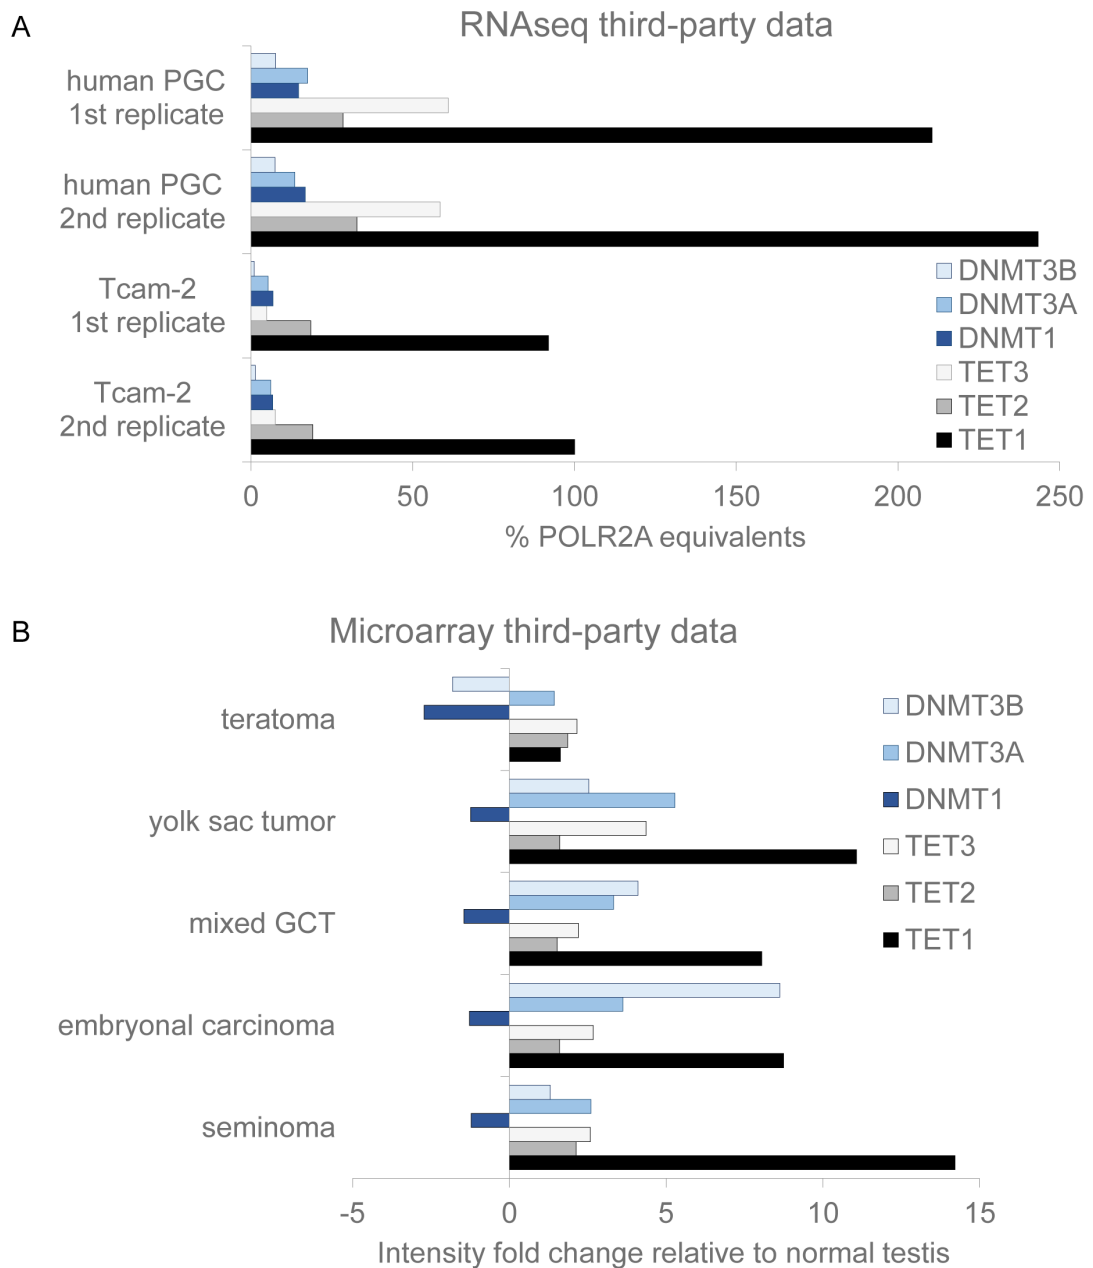 A
RNAseq third-party data
human PGC
1st replicate
human PGC
2nd replicate
Tcam-2
1st replicate
Tcam-2
2nd replicate
DNMT3B
DNMT3A
DNMT1
TET3
TET2
TET1
0 50 100 150 200 250
% POLR2A equivalents
B
Microarray third-party data
teratoma
yolk sac tumor
mixed GCT
embryonal carcinoma
seminoma
DNMT3B
DNMT3A
DNMT1
TET3
TET2
TET1
-5 0 5 10 15
Intensity fold change relative to normal testis